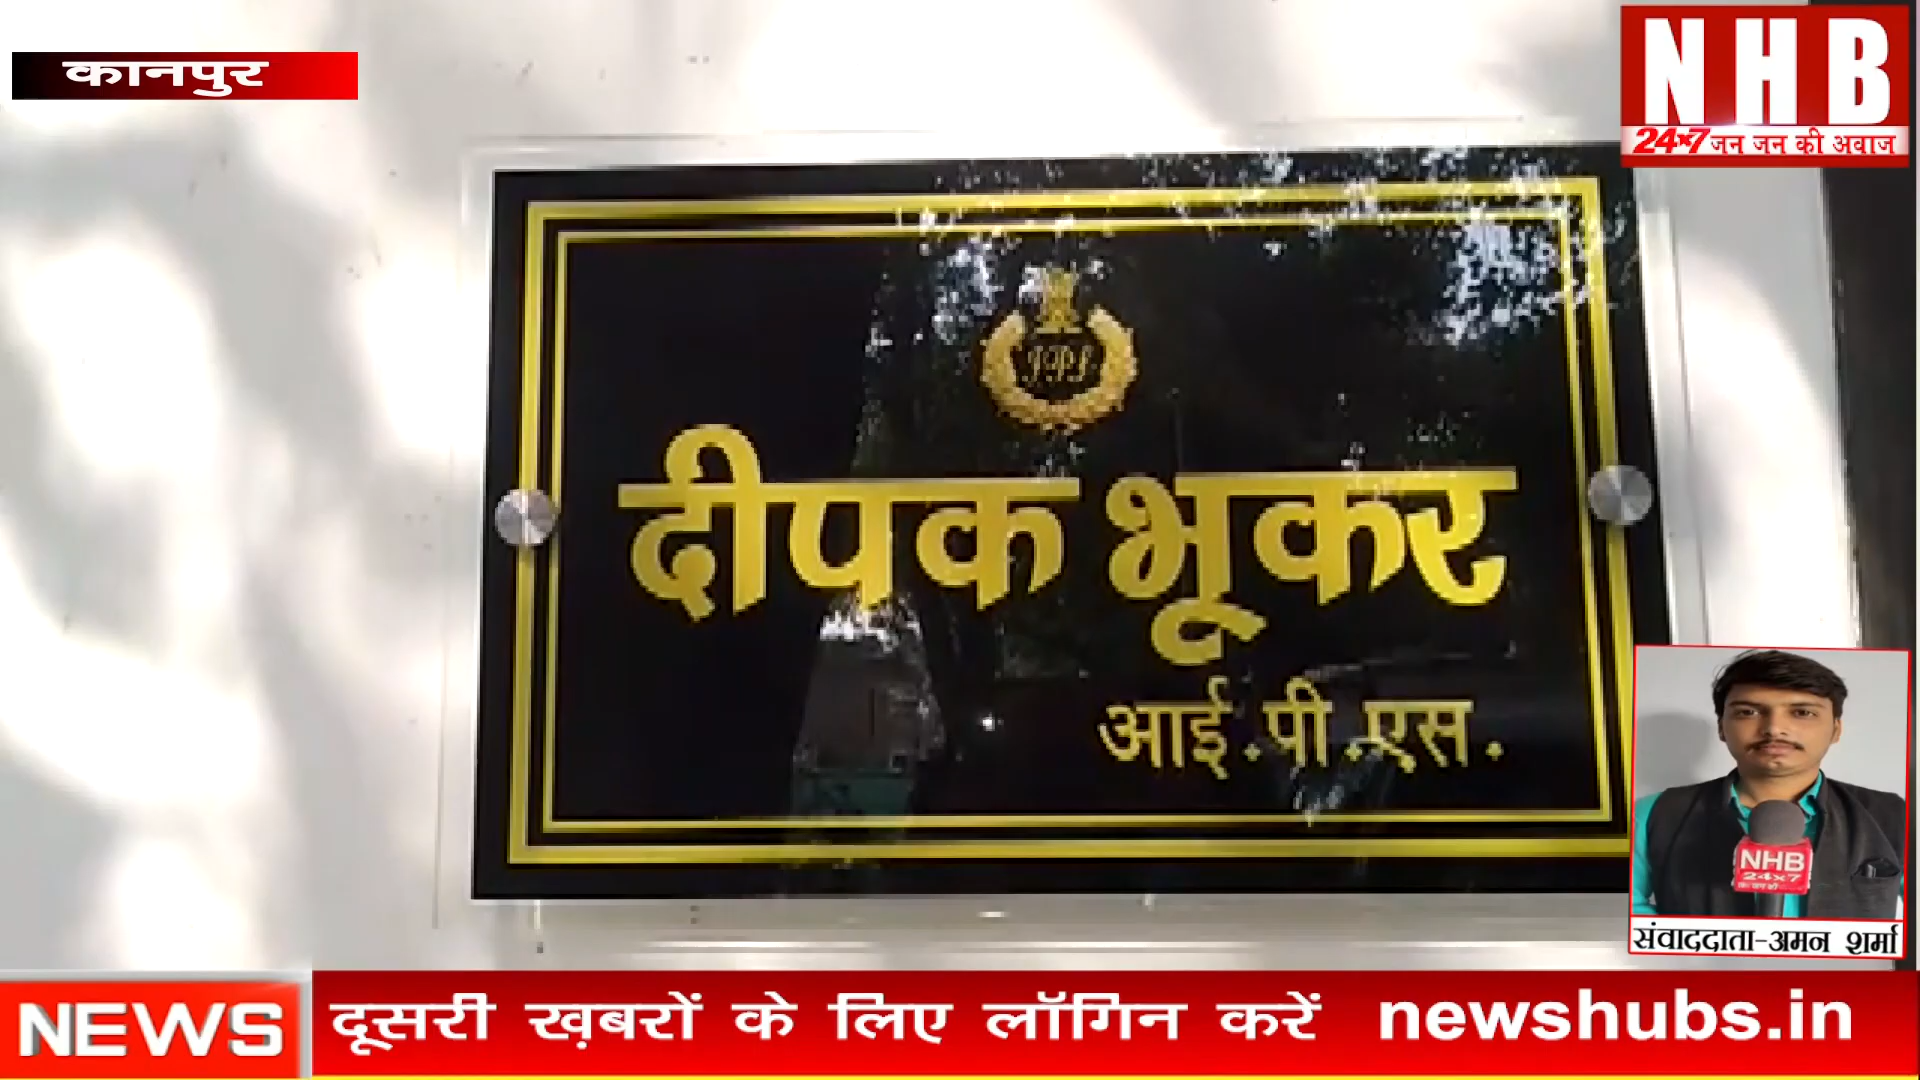 कानपुर
NHB
24x7 जन जन की अवाज
IPS
दीपक भूकर
आई.पी.एस.
NHB
24x7
संवाददाता-अमन शर्मा
NEWS
दूसरी ख़बरों के लिए लॉगिन करें newshubs.in